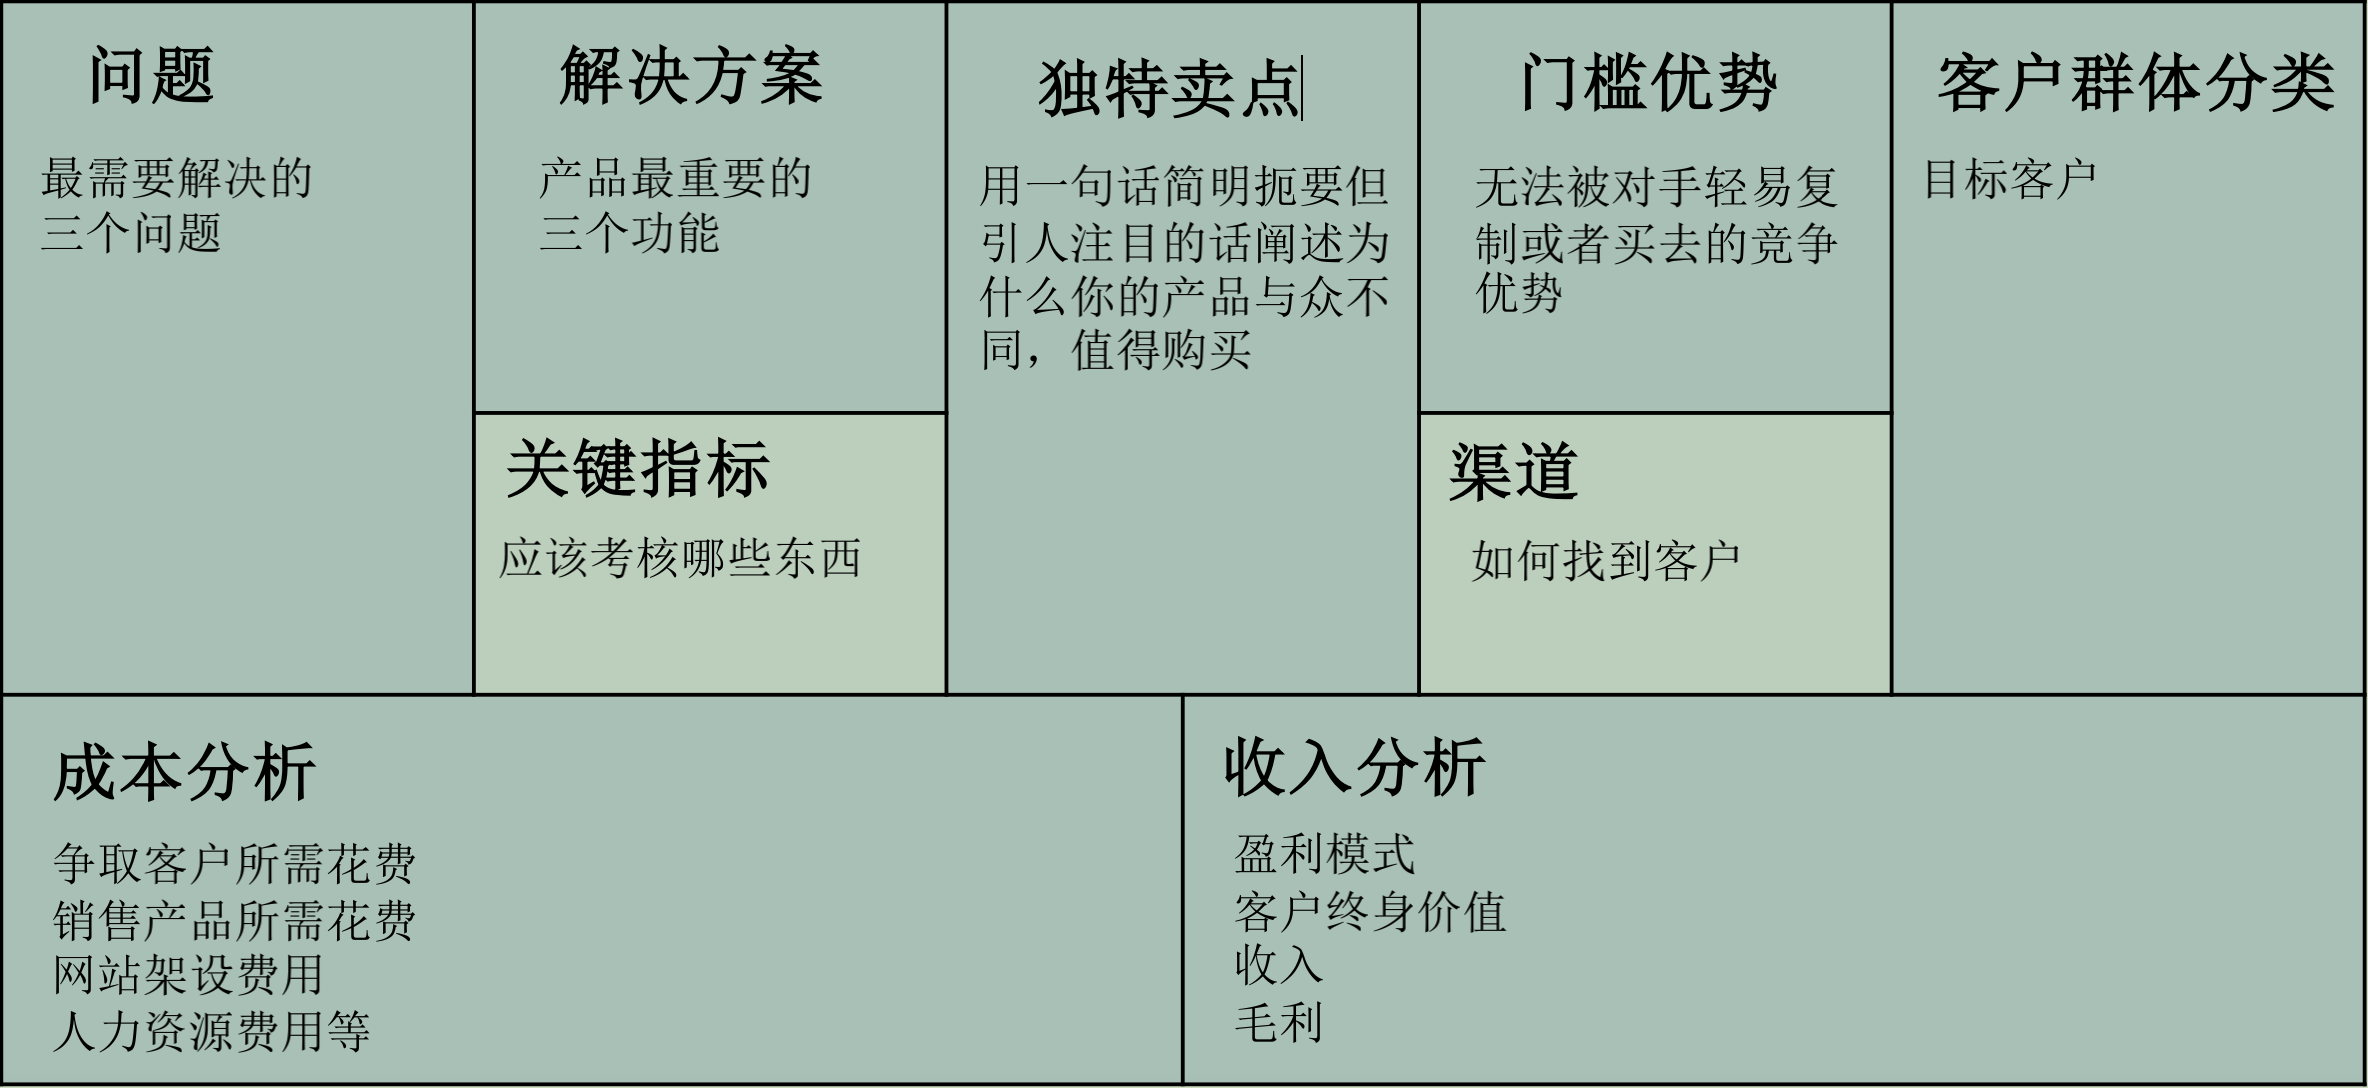 问题
最需要解决的
三个问题
解决方案
产品最重要的
三个功能
关键指标
应该考核哪些东西
独特卖点
用一句话简明扼要但
引人注目的话阐述为
什么你的产品与众不
同，值得购买
门槛优势
无法被对手轻易复
制或者买去的竞争
优势
渠道
如何找到客户
客户群体分类
目标客户
成本分析
争取客户所需花费
销售产品所需花费
网站架设费用
人力资源费用等
收入分析
盈利模式
客户终身价值
收入
毛利